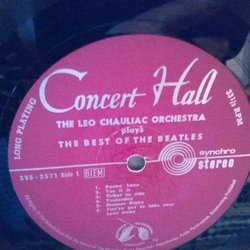 LONG PLAYING
33⅓ RPM
Concert Hall
THE LEO CHAULIAC ORCHESTRA
plays
THE BEST OF THE BEATLES
synchro
stereo
SVS - 2571 Side 1 BIEM
1. Penny Lane
2. You it is
3. Ticket to ride
4. Yesterday
5. Eleanor Rigby
6. You've got to hide your
love away